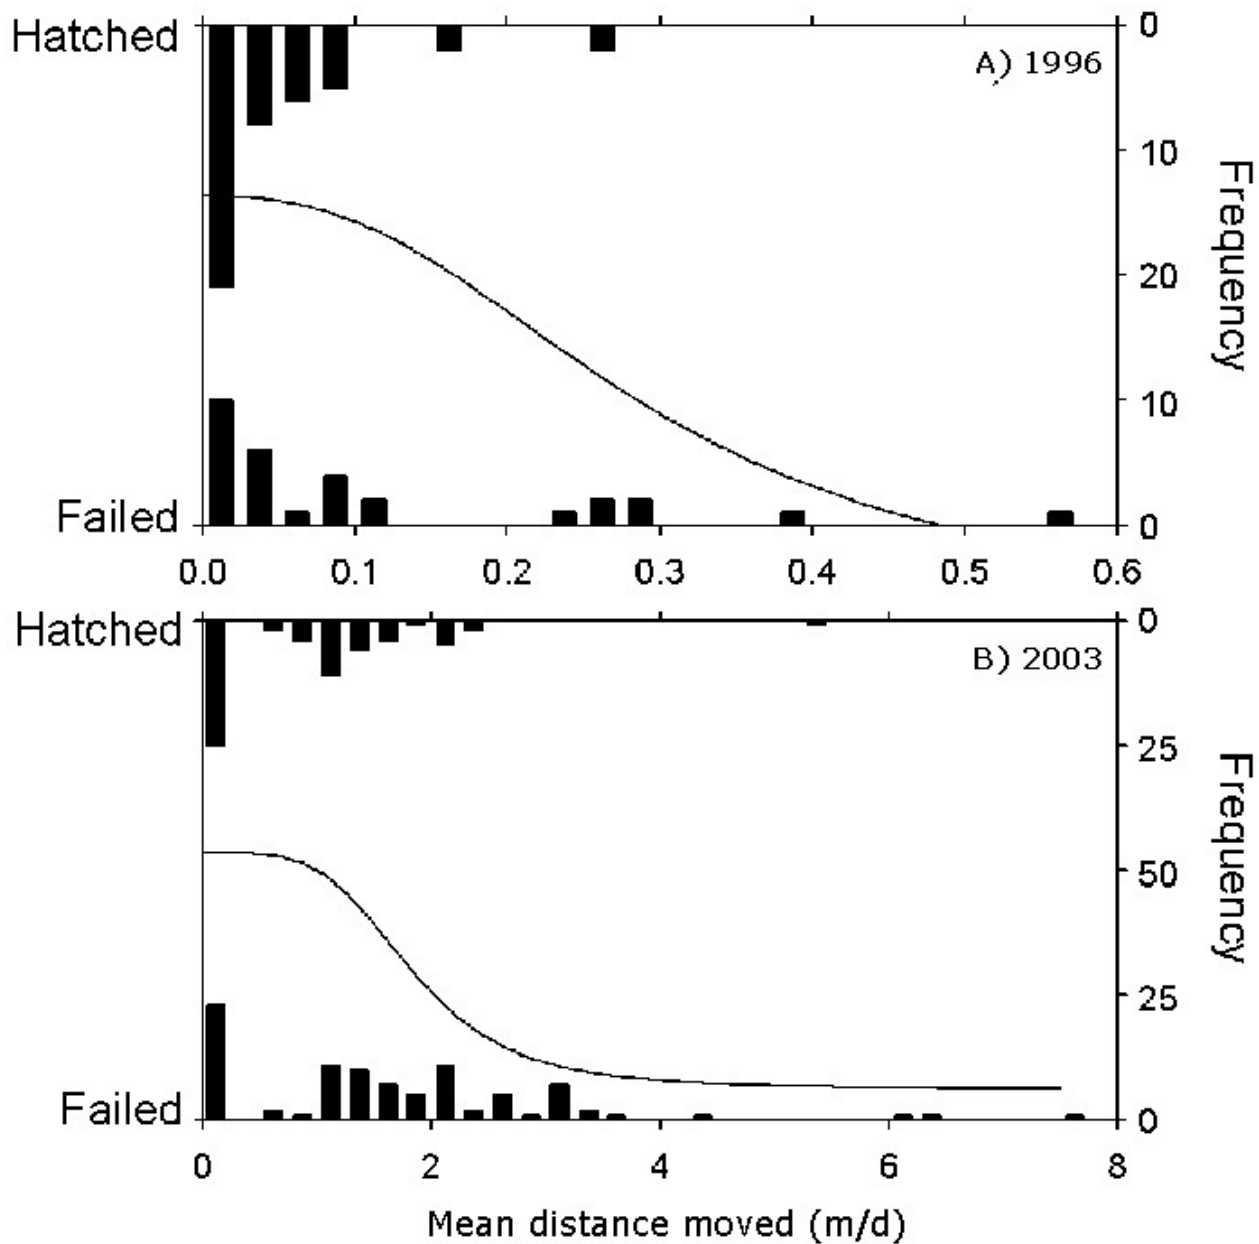 Hatched
0
A) 1996
10
20
10
Failed
0
Frequency
0.0 0.1 0.2 0.3 0.4 0.5 0.6
Hatched
0
B) 2003
25
50
25
Failed
0
Frequency
0 2 4 6 8
Mean distance moved (m/d)